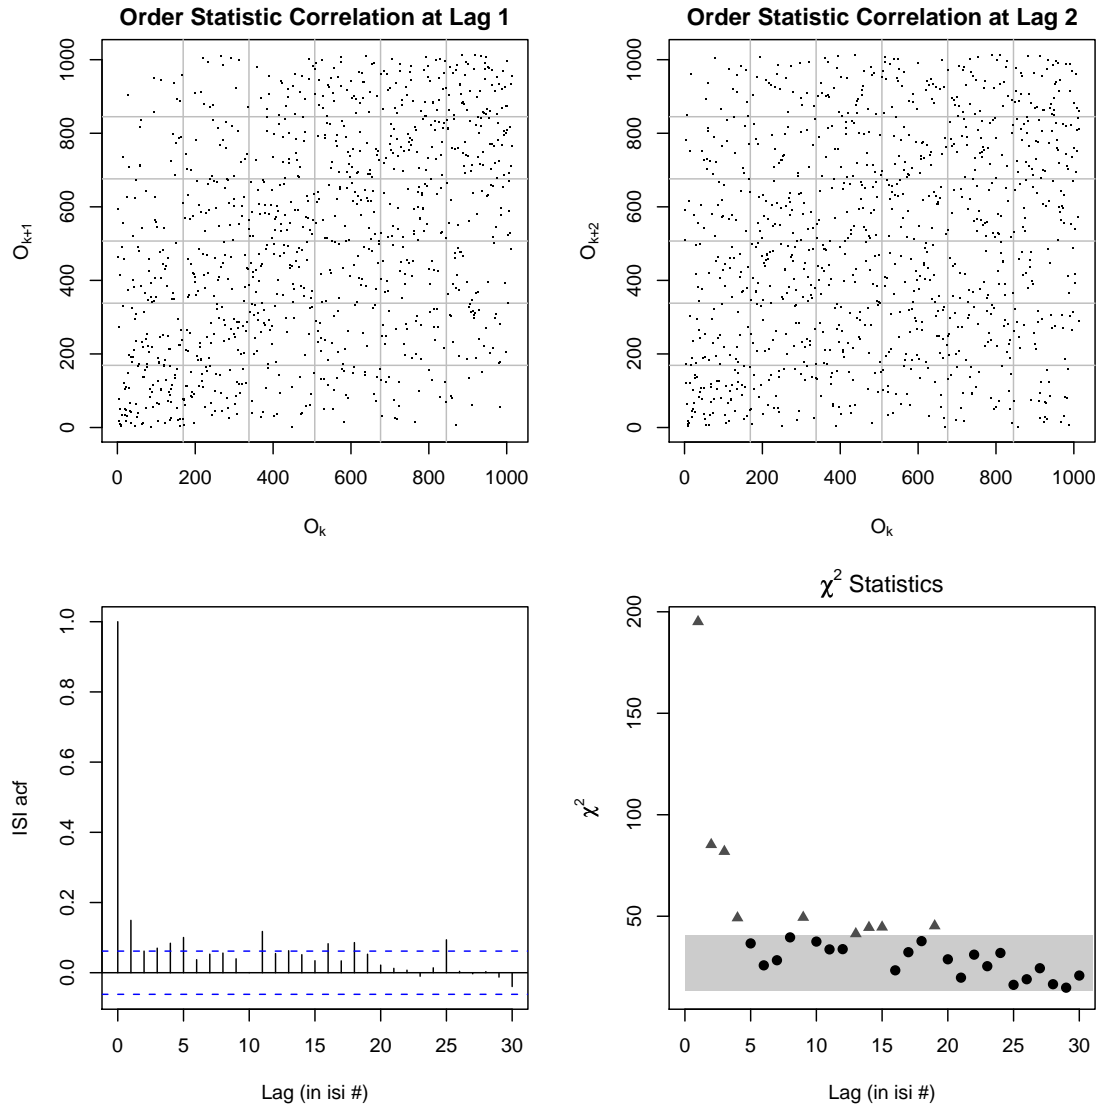 Order Statistic Correlation at Lag 1
1000
800
600
400
200
0
O_{k+1}
0 200 400 600 800 1000
O_k
Order Statistic Correlation at Lag 2
1000
800
600
400
200
0
O_{k+2}
0 200 400 600 800 1000
O_k
1.0
0.8
0.6
0.4
0.2
0.0
ISI acf
0 5 10 15 20 25 30
Lag (in isi #)
χ² Statistics
200
150
100
50
χ²
0 5 10 15 20 25 30
Lag (in isi #)